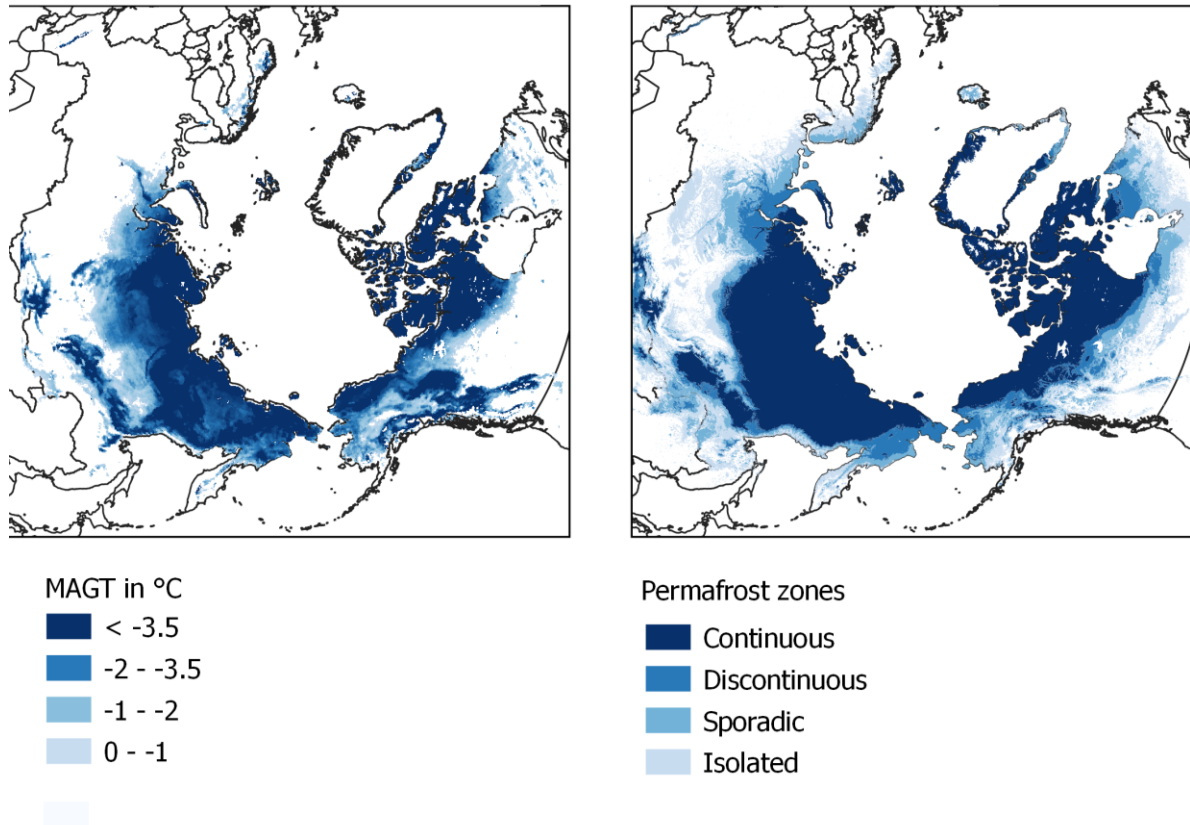 MAGT in °C
< -3.5
-2 - -3.5
-1 - -2
0 - -1
Permafrost zones
Continuous
Discontinuous
Sporadic
Isolated